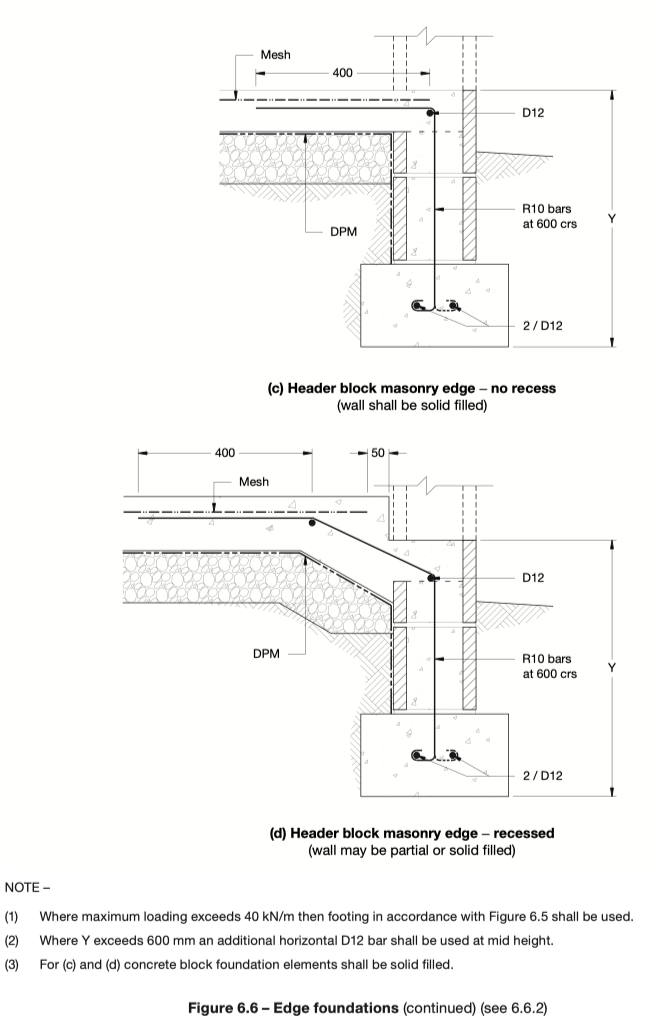 Mesh
400
D12
R10 bars
at 600 crs
Y
DPM
2 / D12
(c) Header block masonry edge – no recess
(wall shall be solid filled)
400
50
Mesh
D12
DPM
R10 bars
at 600 crs
Y
2 / D12
(d) Header block masonry edge – recessed
(wall may be partial or solid filled)
NOTE –
(1) Where maximum loading exceeds 40 kN/m then footing in accordance with Figure 6.5 shall be used.
(2) Where Y exceeds 600 mm an additional horizontal D12 bar shall be used at mid height.
(3) For (c) and (d) concrete block foundation elements shall be solid filled.
Figure 6.6 – Edge foundations (continued) (see 6.6.2)